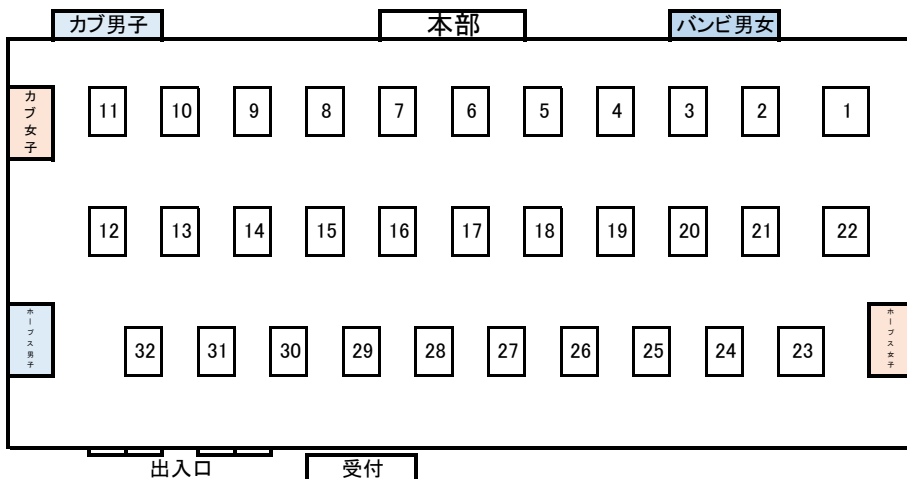 カブ男子 本部 バンビ男女
カブ女子
11 10 9 8 7 6 5 4 3 2 1
12 13 14 15 16 17 18 19 20 21 22
ホープス男子
ホープス女子
32 31 30 29 28 27 26 25 24 23
出入口 受付